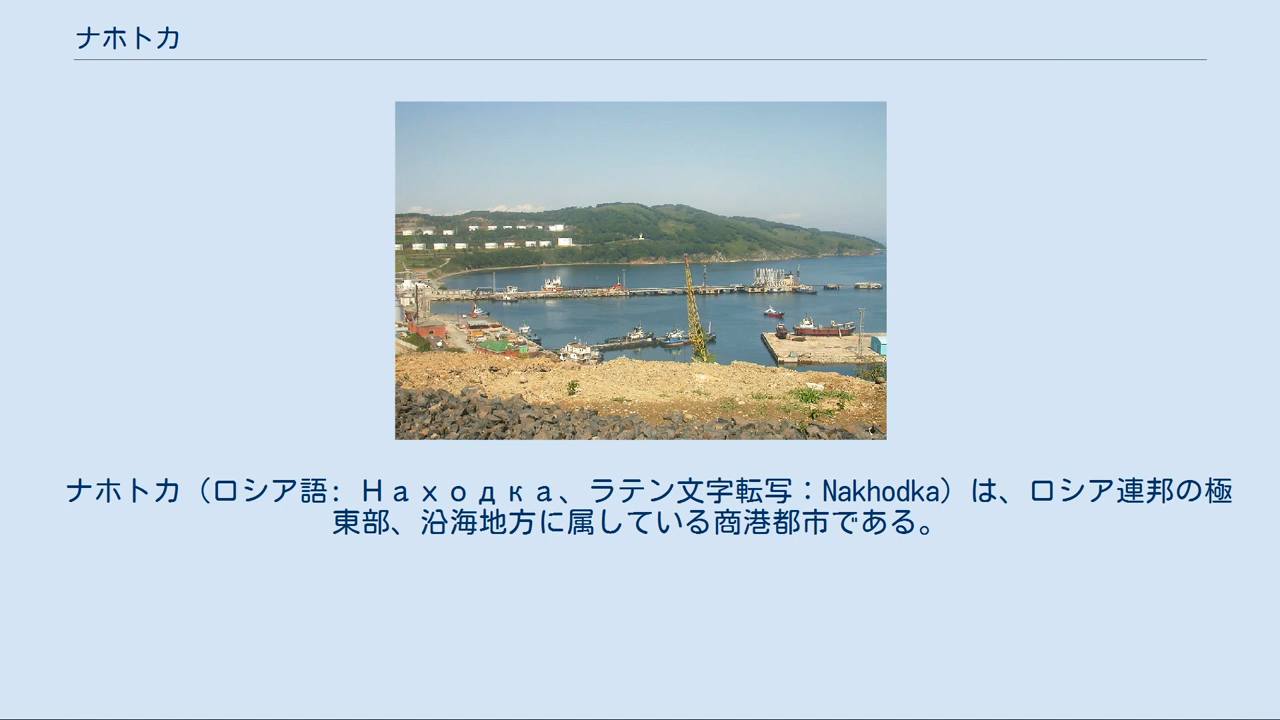 ナホトカ
ナホトカ（ロシア語: Находка、ラテン文字転写：Nakhodka）は、ロシア連邦の極
東部、沿海地方に属している商港都市である。